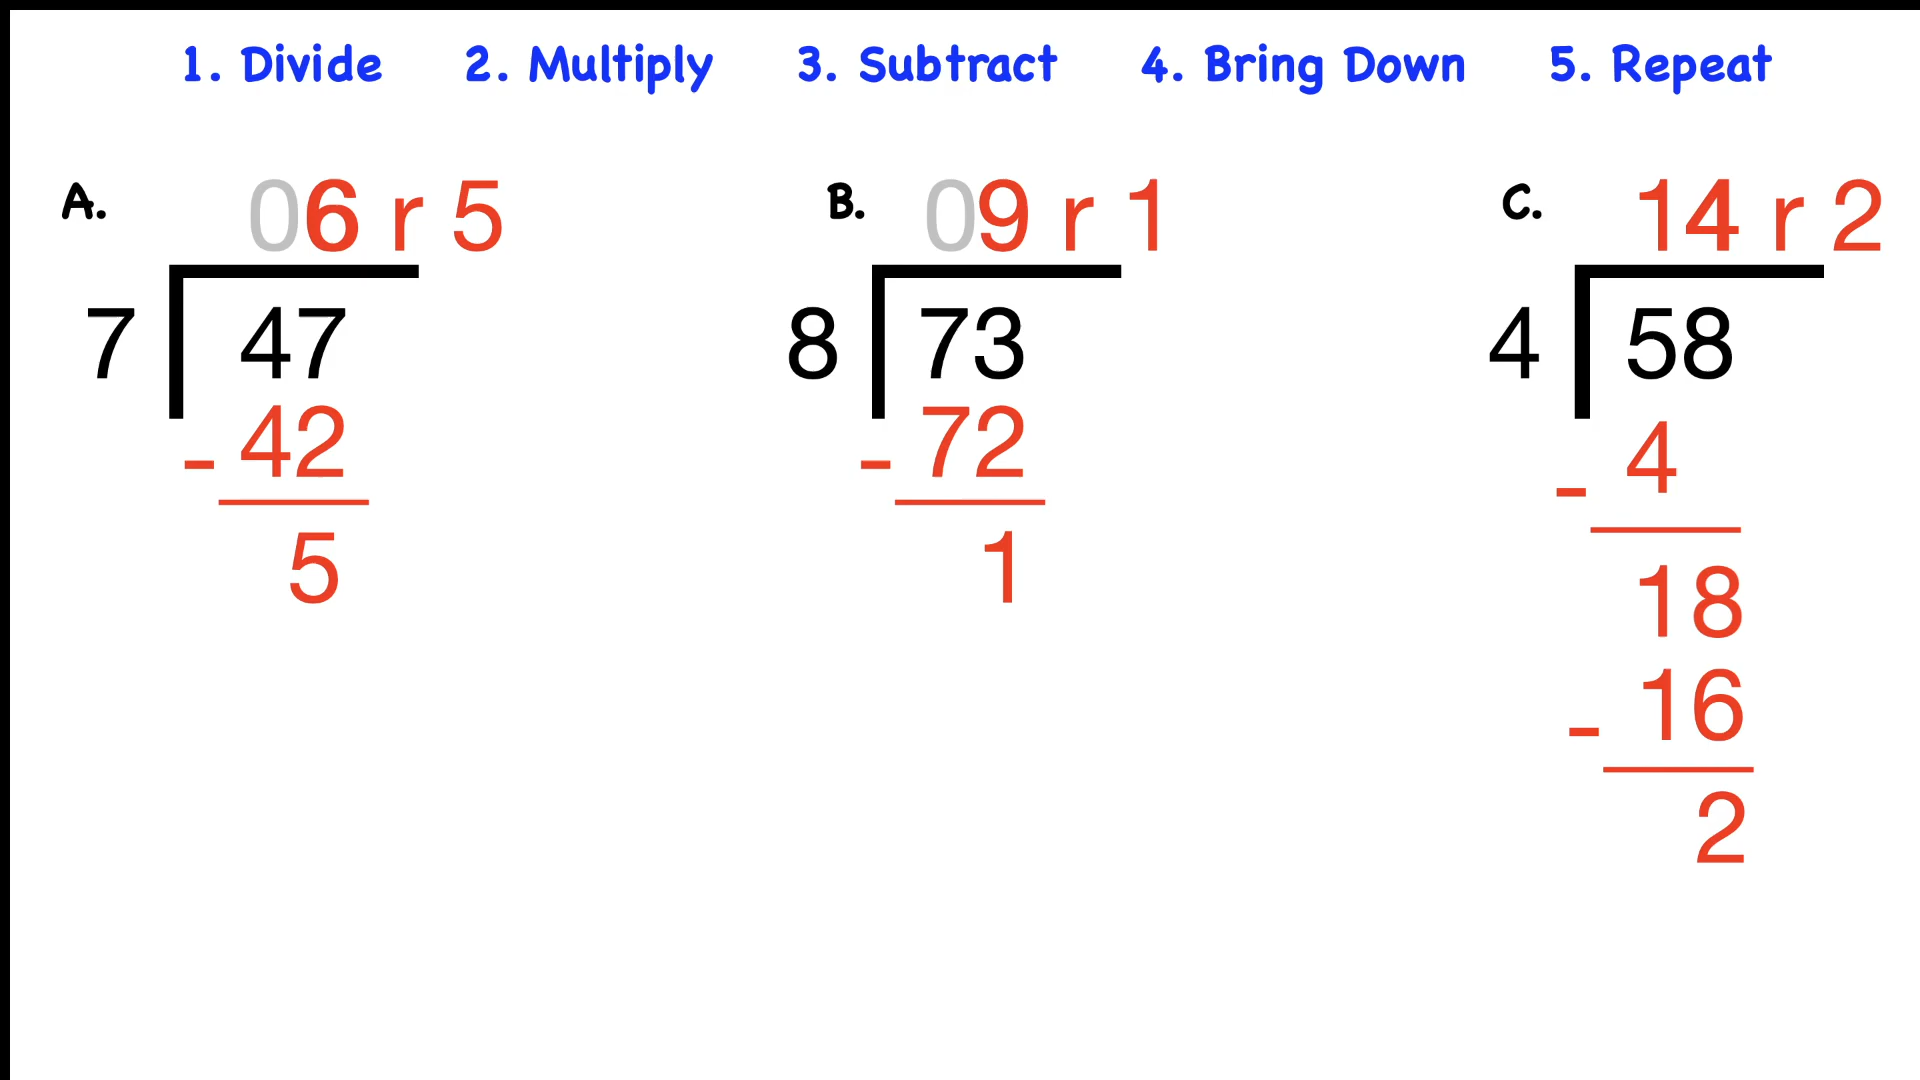 1. Divide 2. Multiply 3. Subtract 4. Bring Down 5. Repeat
A. 06 r 5 B. 09 r 1 C. 14 r 2
7 47 8 73 4 58
- 42 - 72 - 4
5 1 18
- 16
2